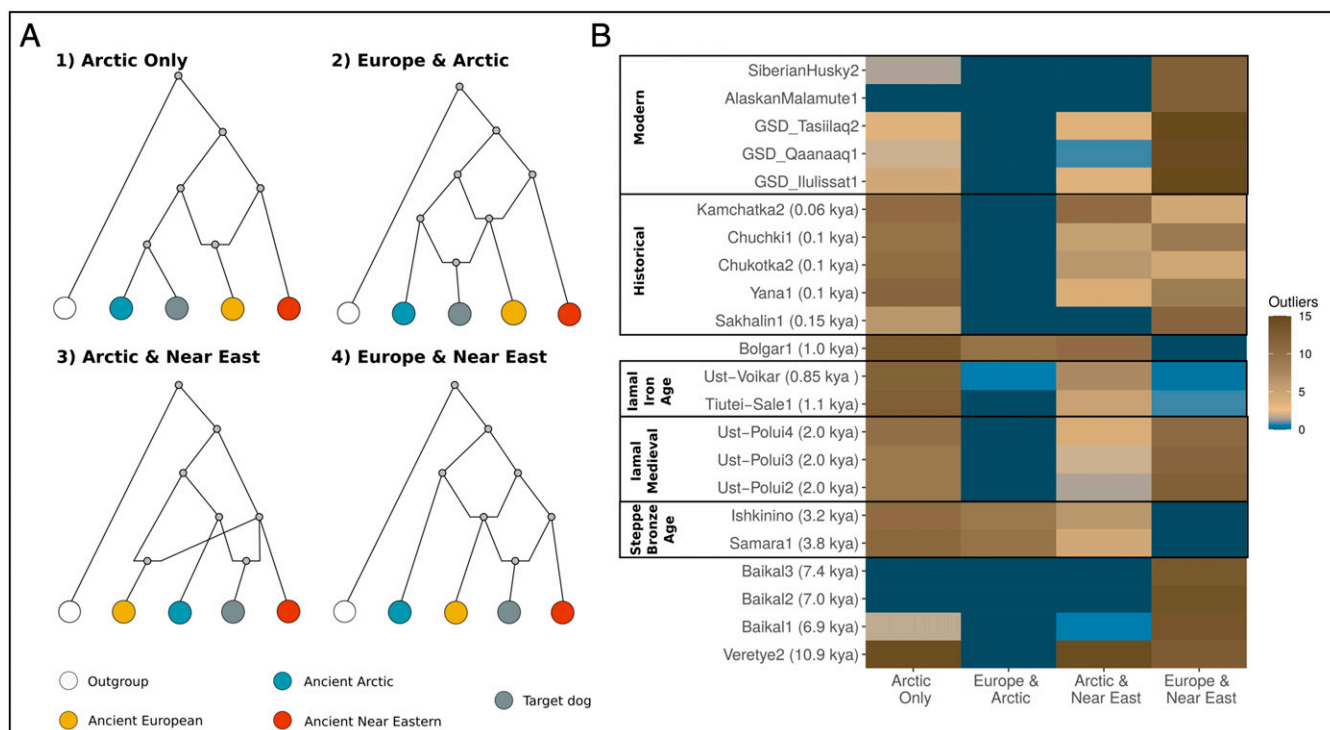 A
1) Arctic Only
2) Europe & Arctic
3) Arctic & Near East
4) Europe & Near East
Outgroup
Ancient Arctic
Target dog
Ancient European
Ancient Near Eastern
B
Modern
SiberianHusky2
AlaskanMalamute1
GSD_Tasiilaq2
GSD_Qaanaaq1
GSD_Ilulissat1
Historical
Kamchatka2 (0.06 kya)
Chuchki1 (0.1 kya)
Chukotka2 (0.1 kya)
Yana1 (0.1 kya)
Sakhalin1 (0.15 kya)
Bolgar1 (1.0 kya)
Iamal
Iron
Age
Ust-Voikar (0.85 kya )
Tiutei-Sale1 (1.1 kya)
Iamal
Medieval
Ust-Polui4 (2.0 kya)
Ust-Polui3 (2.0 kya)
Ust-Polui2 (2.0 kya)
Steppe
Bronze
Age
Ishkinino (3.2 kya)
Samara1 (3.8 kya)
Baikal3 (7.4 kya)
Baikal2 (7.0 kya)
Baikal1 (6.9 kya)
Veretye2 (10.9 kya)
Arctic
Only
Europe &
Arctic
Arctic &
Near East
Europe &
Near East
Outliers
15
10
5
0